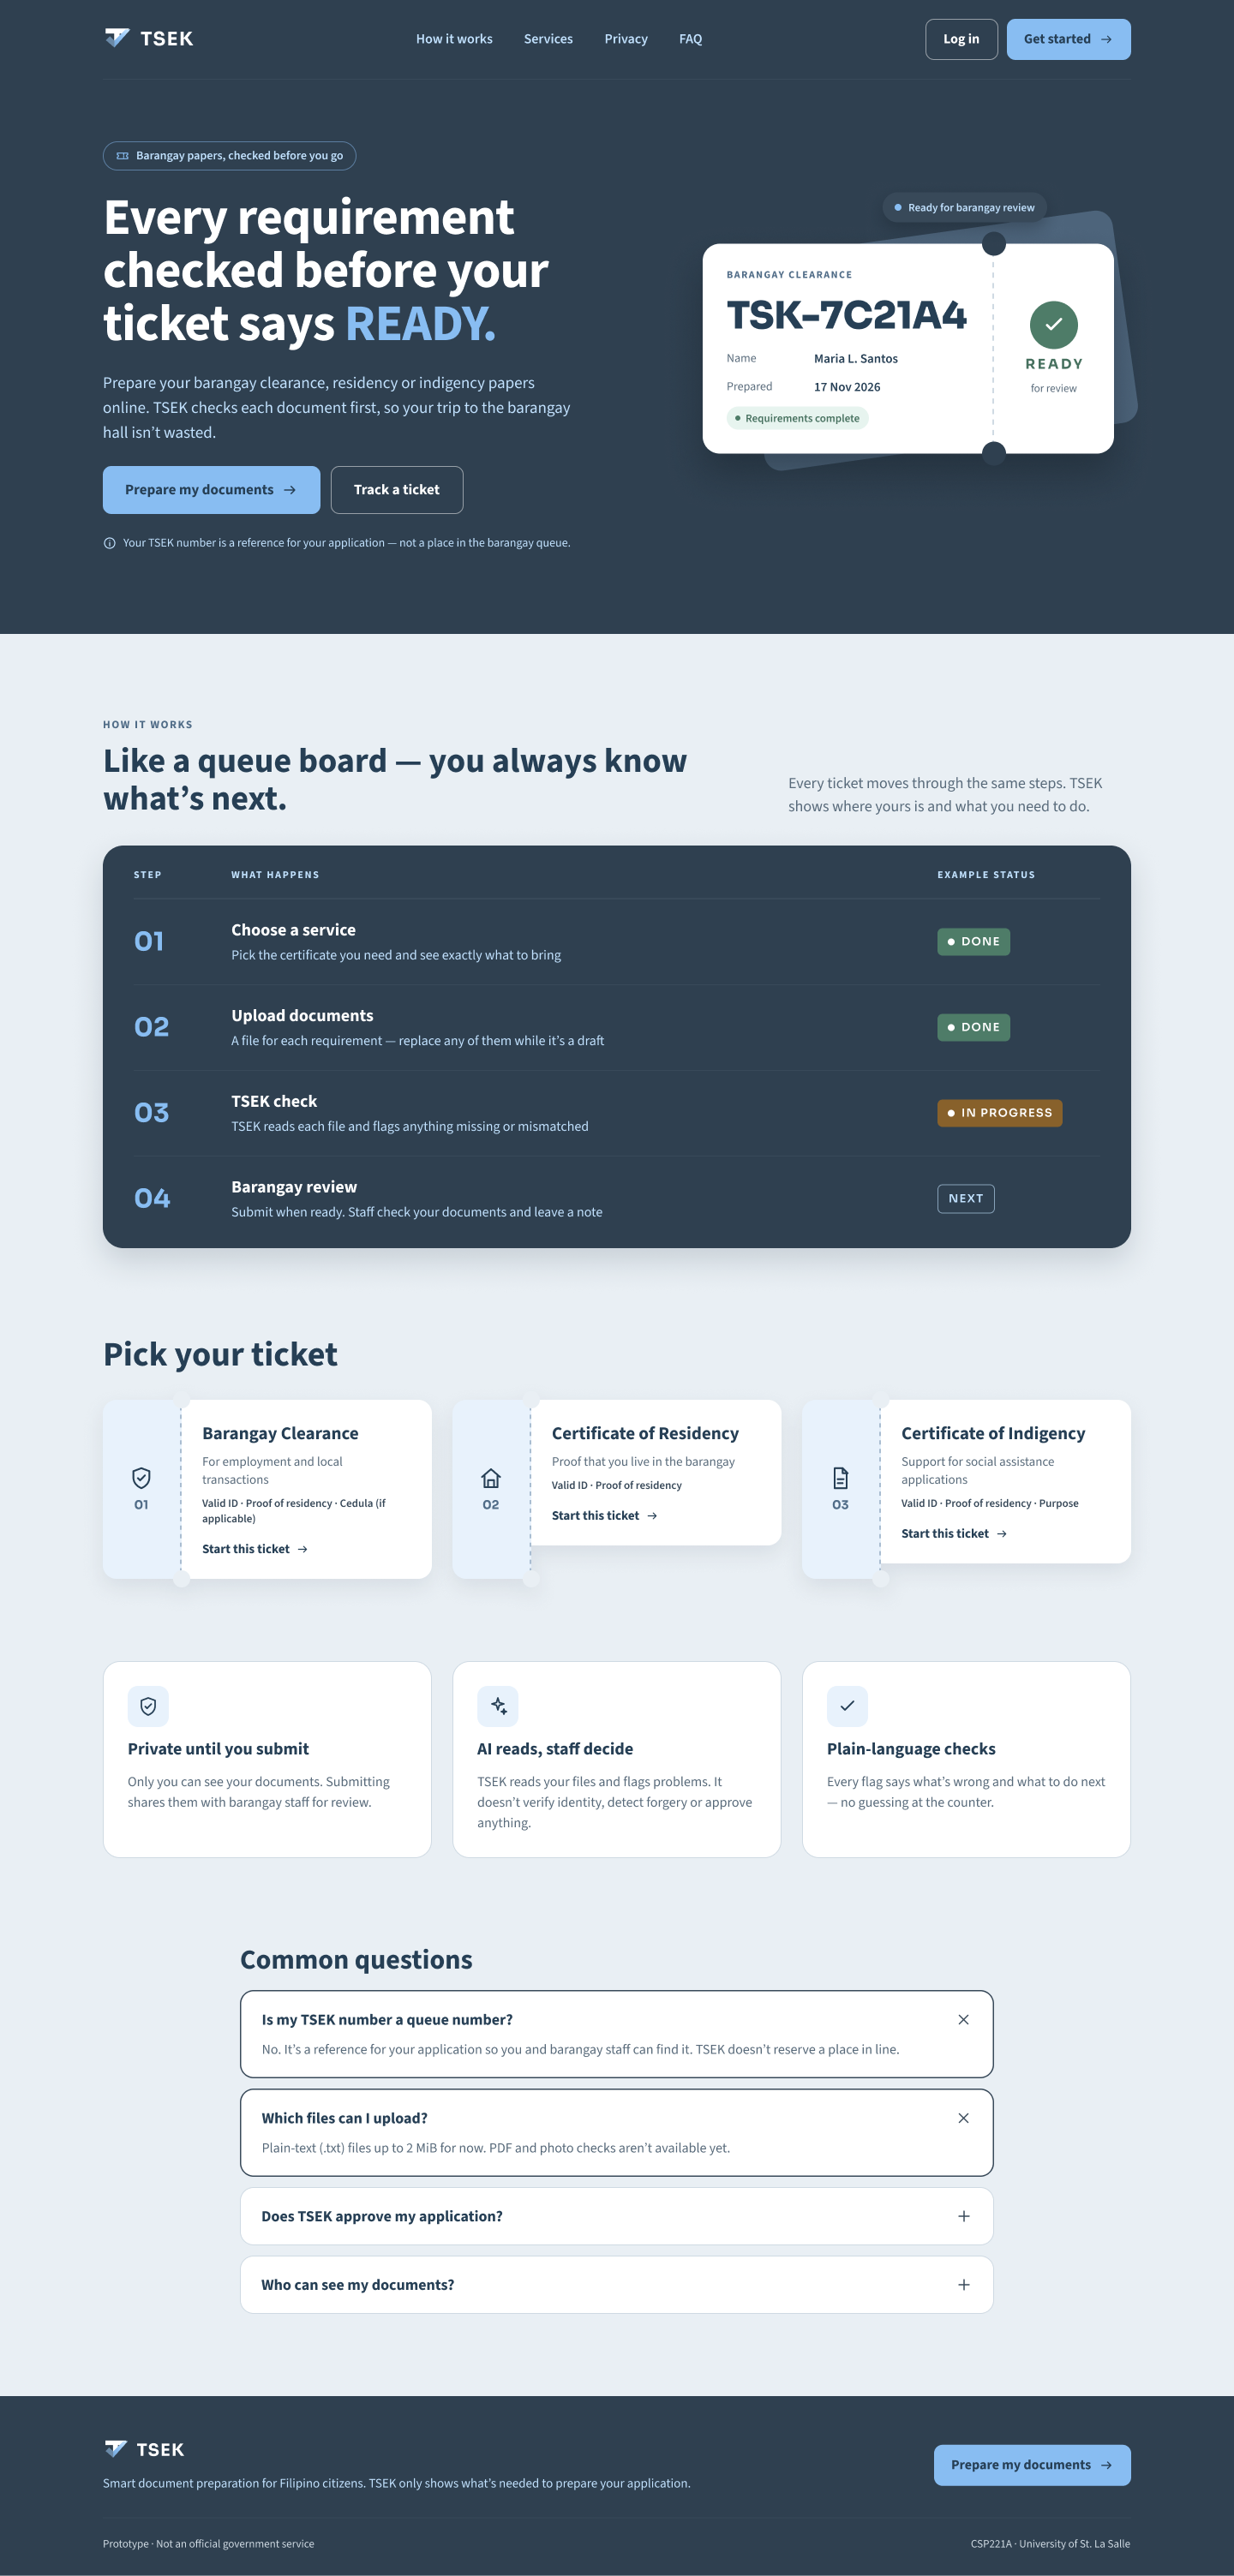 TSEK
How it works
Services
Privacy
FAQ
Log in
Get started
Barangay papers, checked before you go
Every requirement
checked before your
ticket says READY.
Prepare your barangay clearance, residency or indigency papers
online. TSEK checks each document first, so your trip to the barangay
hall isn’t wasted.
Prepare my documents
Track a ticket
Your TSEK number is a reference for your application — not a place in the barangay queue.
Ready for barangay review
BARANGAY CLEARANCE
TSK-7C21A4
Name Maria L. Santos
Prepared 17 Nov 2026
Requirements complete
READY
for review
HOW IT WORKS
Like a queue board — you always know
what’s next.
Every ticket moves through the same steps. TSEK
shows where yours is and what you need to do.
STEP WHAT HAPPENS EXAMPLE STATUS
01
Choose a service
Pick the certificate you need and see exactly what to bring
DONE
02
Upload documents
A file for each requirement — replace any of them while it’s a draft
DONE
03
TSEK check
TSEK reads each file and flags anything missing or mismatched
IN PROGRESS
04
Barangay review
Submit when ready. Staff check your documents and leave a note
NEXT
Pick your ticket
01
Barangay Clearance
For employment and local
transactions
Valid ID · Proof of residency · Cedula (if
applicable)
Start this ticket
02
Certificate of Residency
Proof that you live in the barangay
Valid ID · Proof of residency
Start this ticket
03
Certificate of Indigency
Support for social assistance
applications
Valid ID · Proof of residency · Purpose
Start this ticket
Private until you submit
Only you can see your documents. Submitting
shares them with barangay staff for review.
AI reads, staff decide
TSEK reads your files and flags problems. It
doesn’t verify identity, detect forgery or approve
anything.
Plain-language checks
Every flag says what’s wrong and what to do next
— no guessing at the counter.
Common questions
Is my TSEK number a queue number?
No. It’s a reference for your application so you and barangay staff can find it. TSEK doesn’t reserve a place in line.
Which files can I upload?
Plain-text (.txt) files up to 2 MiB for now. PDF and photo checks aren’t available yet.
Does TSEK approve my application?
Who can see my documents?
TSEK
Smart document preparation for Filipino citizens. TSEK only shows what’s needed to prepare your application.
Prepare my documents
Prototype · Not an official government service
CSP221A · University of St. La Salle